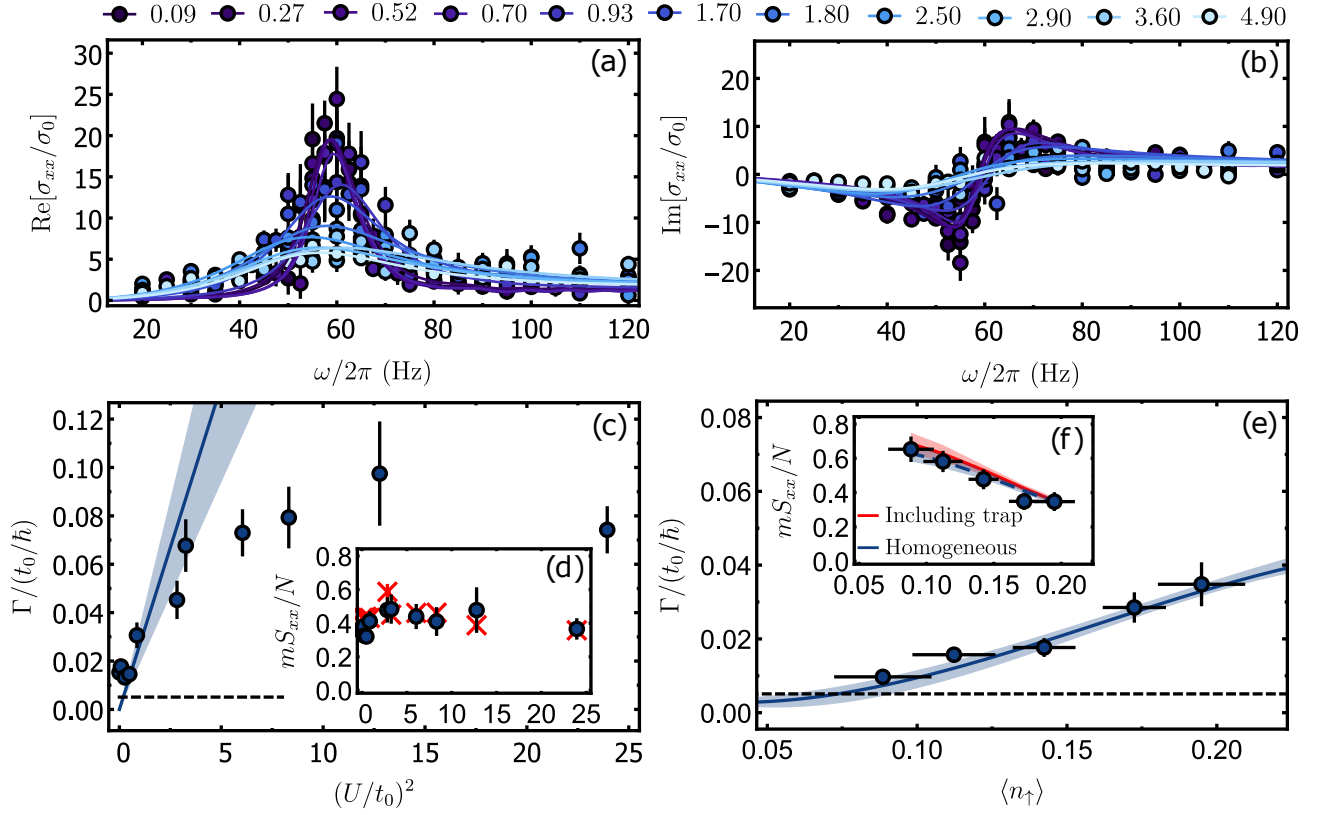 0.09 0.27 0.52 0.70 0.93 1.70 1.80 2.50 2.90 3.60 4.90
(a)
Re[σxx/σ0]
30
25
20
15
10
5
0
20 40 60 80 100 120
ω/2π (Hz)
(b)
Im[σxx/σ0]
20
10
0
−10
−20
20 40 60 80 100 120
ω/2π (Hz)
(c)
Γ/(t0/ħ)
0.12
0.10
0.08
0.06
0.04
0.02
0.00
0 5 10 15 20 25
(U/t0)²
(d)
mSxx/N
0.8
0.6
0.4
0.2
0.0
0 5 10 15 20 25
(e)
Γ/(t0/ħ)
0.08
0.06
0.04
0.02
0.00
0.05 0.10 0.15 0.20
⟨n↑⟩
(f)
mSxx/N
0.8
0.6
0.4
0.2
0.0
Including trap
Homogeneous
0.05 0.10 0.15 0.20